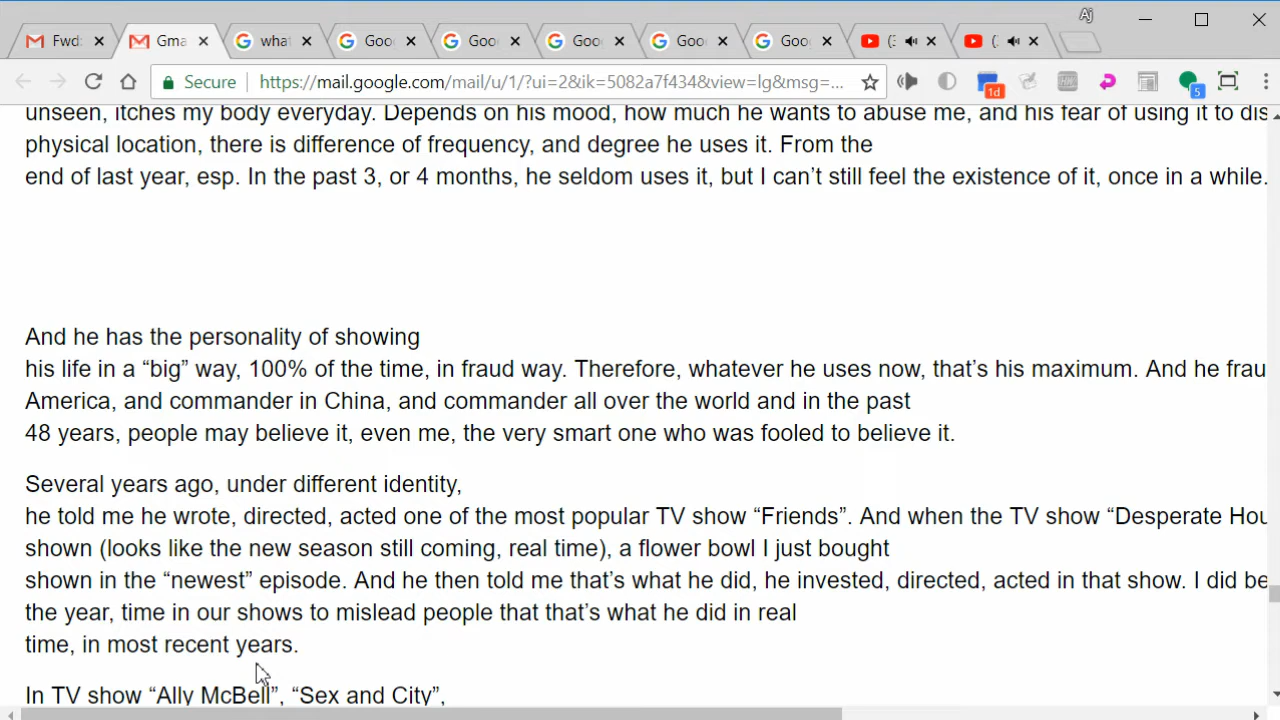 Aj
Fwd:
Gma
what
Goo
Goo
Goo
Goo
Goo
(
(
Secure
https://mail.google.com/mail/u/1/?ui=2&ik=5082a7f434&view=lg&msg=...
1d
5
unseen, itches my body everyday. Depends on his mood, how much he wants to abuse me, and his fear of using it to dis
physical location, there is difference of frequency, and degree he uses it. From the
end of last year, esp. In the past 3, or 4 months, he seldom uses it, but I can’t still feel the existence of it, once in a while.
And he has the personality of showing
his life in a “big” way, 100% of the time, in fraud way. Therefore, whatever he uses now, that’s his maximum. And he frau
America, and commander in China, and commander all over the world and in the past
48 years, people may believe it, even me, the very smart one who was fooled to believe it.
Several years ago, under different identity,
he told me he wrote, directed, acted one of the most popular TV show “Friends”. And when the TV show “Desperate Hou
shown (looks like the new season still coming, real time), a flower bowl I just bought
shown in the “newest” episode. And he then told me that’s what he did, he invested, directed, acted in that show. I did be
the year, time in our shows to mislead people that that’s what he did in real
time, in most recent years.
In TV show “Ally McBell”, “Sex and City”,